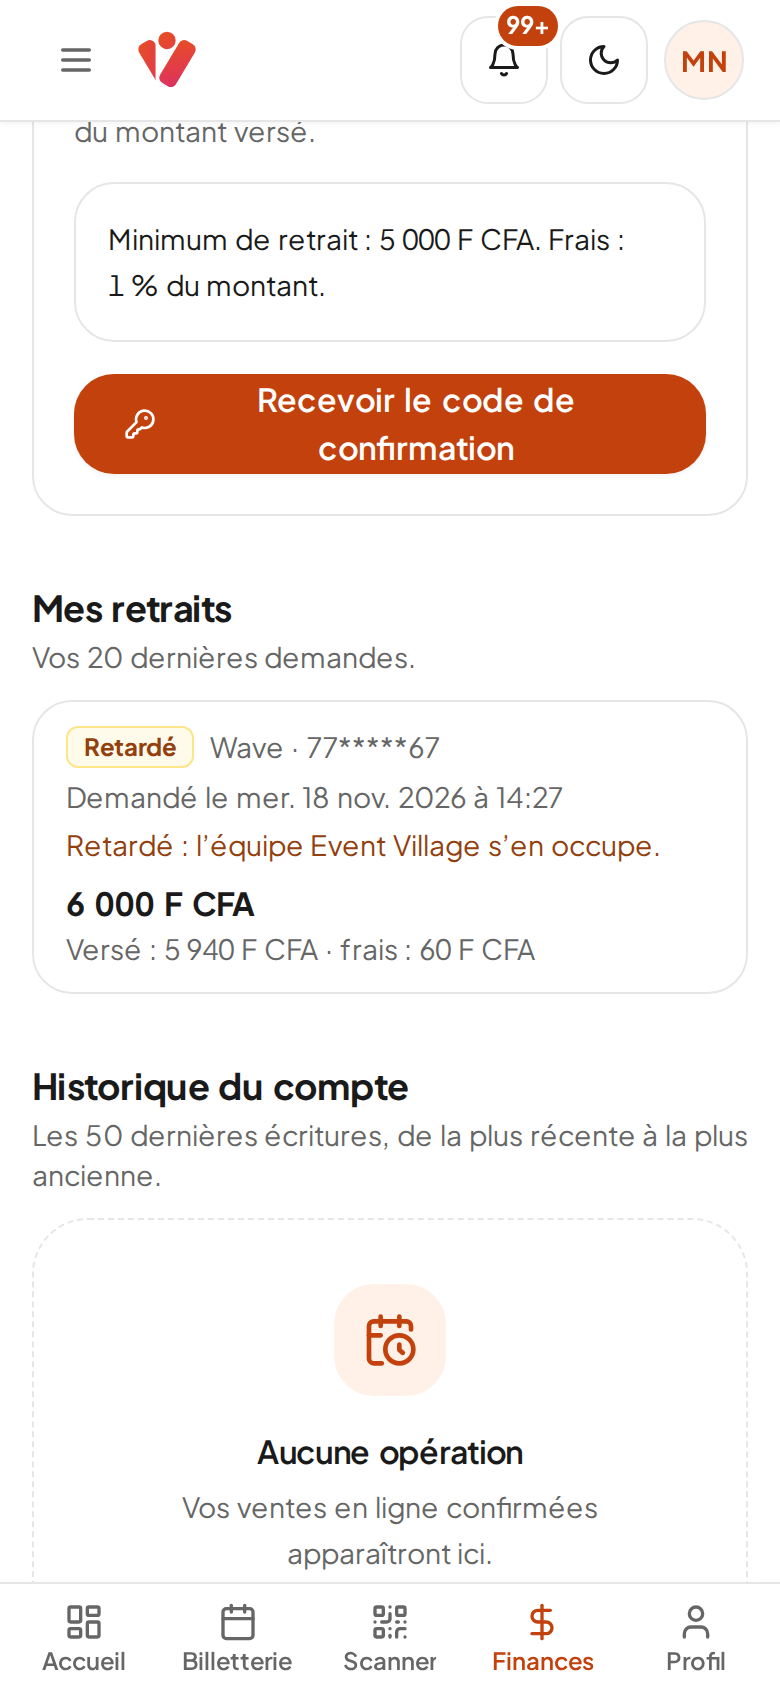 99+
MN
du montant versé.
Minimum de retrait : 5 000 F CFA. Frais :
1 % du montant.
Recevoir le code de
confirmation
Mes retraits
Vos 20 dernières demandes.
Retardé Wave · 77*****67
Demandé le mer. 18 nov. 2026 à 14:27
Retardé : l’équipe Event Village s’en occupe.
6 000 F CFA
Versé : 5 940 F CFA · frais : 60 F CFA
Historique du compte
Les 50 dernières écritures, de la plus récente à la plus
ancienne.
Aucune opération
Vos ventes en ligne confirmées
apparaîtront ici.
Accueil Billetterie Scanner Finances Profil